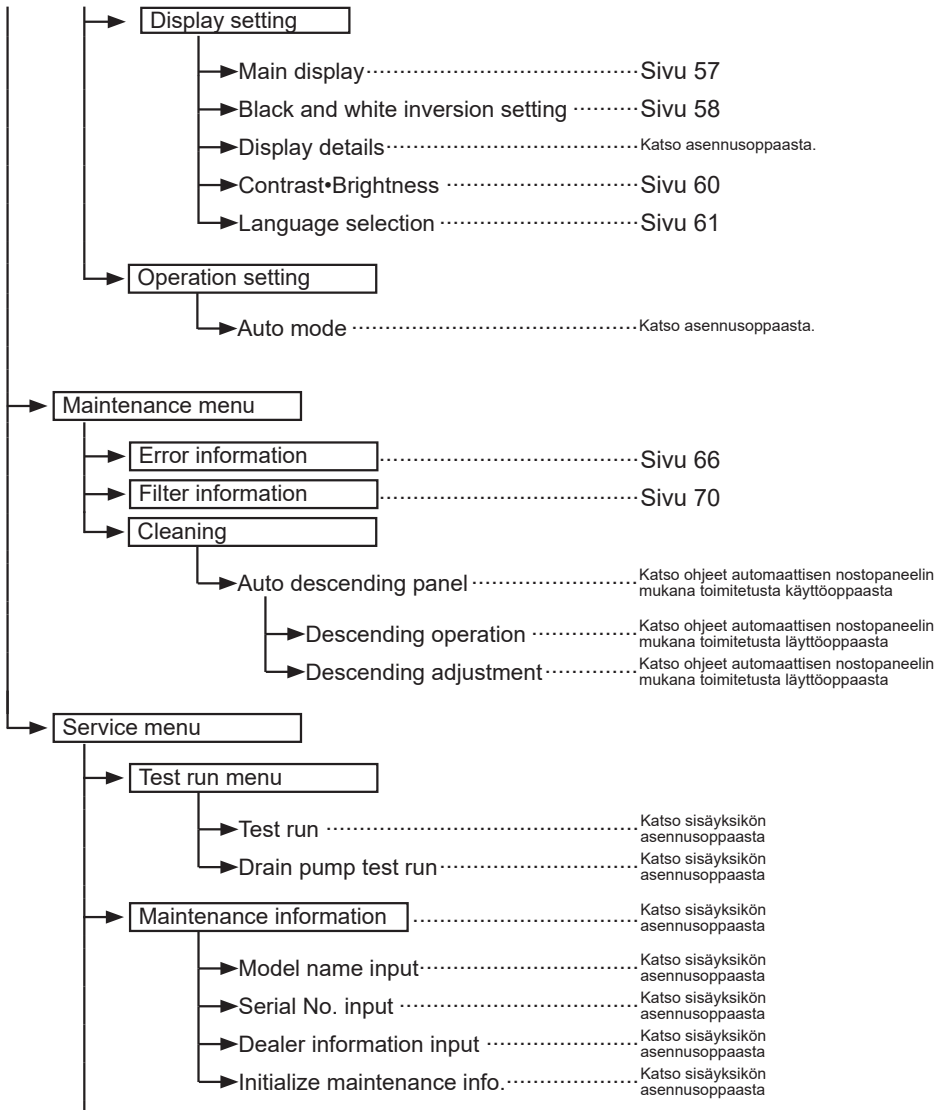 Display setting
Main display Sivu 57
Black and white inversion setting Sivu 58
Display details Katso asennusoppaasta.
Contrast•Brightness Sivu 60
Language selection Sivu 61
Operation setting
Auto mode Katso asennusoppaasta.
Maintenance menu
Error information Sivu 66
Filter information Sivu 70
Cleaning
Auto descending panel Katso ohjeet automaattisen nostopaneelin
mukana toimitetusta käyttöoppaasta
Descending operation Katso ohjeet automaattisen nostopaneelin
mukana toimitetusta läyttöoppaasta
Descending adjustment Katso ohjeet automaattisen nostopaneelin
mukana toimitetusta läyttöoppaasta
Service menu
Test run menu
Test run Katso sisäyksikön
asennusoppaasta
Drain pump test run Katso sisäyksikön
asennusoppaasta
Maintenance information Katso sisäyksikön
asennusoppaasta
Model name input Katso sisäyksikön
asennusoppaasta
Serial No. input Katso sisäyksikön
asennusoppaasta
Dealer information input Katso sisäyksikön
asennusoppaasta
Initialize maintenance info. Katso sisäyksikön
asennusoppaasta